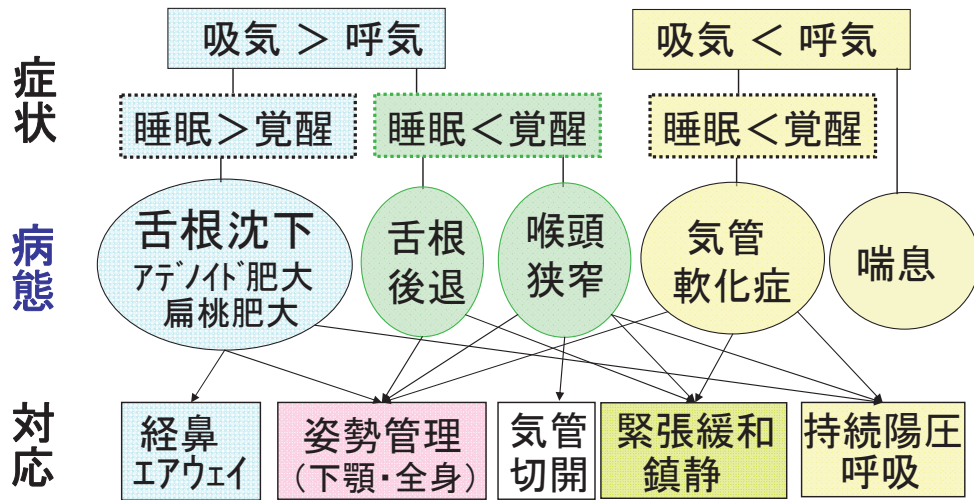 吸気 > 呼気
吸気 < 呼気
症状
睡眠>覚醒
睡眠<覚醒
睡眠<覚醒
病態
舌根沈下
アデノイド肥大
扁桃肥大
舌根
後退
喉頭
狭窄
気管
軟化症
喘息
対応
経鼻
エアウェイ
姿勢管理
(下顎・全身)
気管
切開
緊張緩和
鎮静
持続陽圧
呼吸